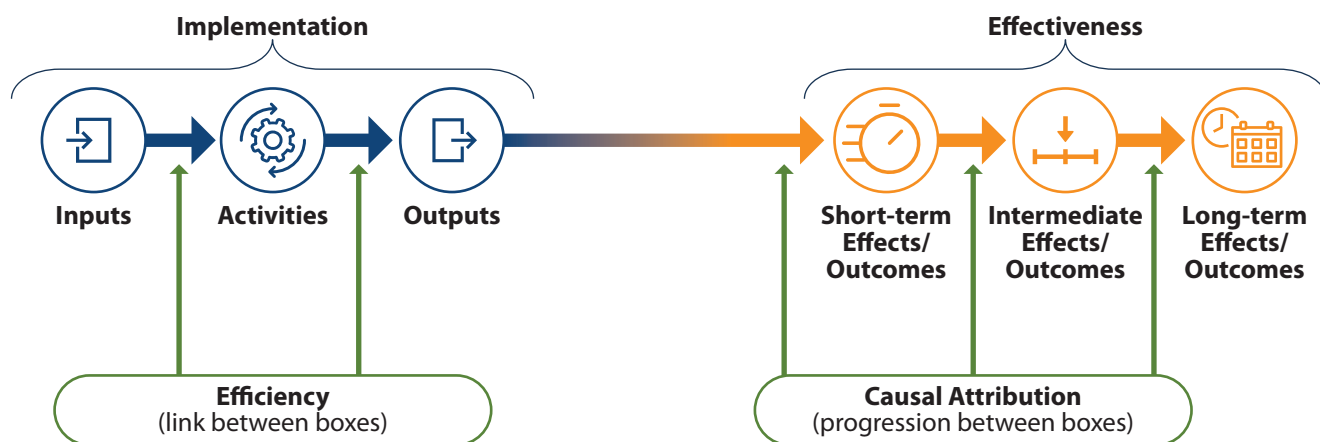 Implementation
Effectiveness
Inputs
Activities
Outputs
Short-term
Effects/
Outcomes
Intermediate
Effects/
Outcomes
Long-term
Effects/
Outcomes
Efficiency
(link between boxes)
Causal Attribution
(progression between boxes)